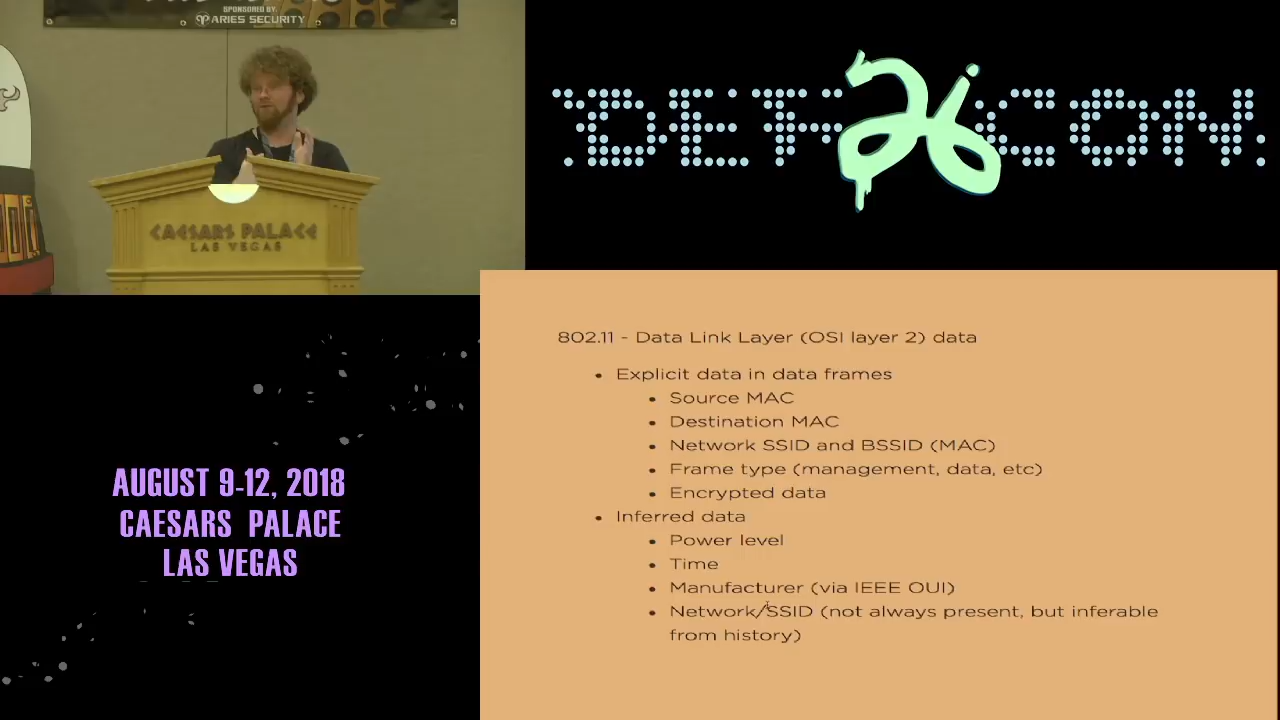 SPONSORED BY:
ARIES SECURITY
CAESARS PALACE
LAS VEGAS
DEF 26 CON
AUGUST 9-12, 2018
CAESARS PALACE
LAS VEGAS
802.11 - Data Link Layer (OSI layer 2) data
• Explicit data in data frames
• Source MAC
• Destination MAC
• Network SSID and BSSID (MAC)
• Frame type (management, data, etc)
• Encrypted data
• Inferred data
• Power level
• Time
• Manufacturer (via IEEE OUI)
• Network/SSID (not always present, but inferable
from history)